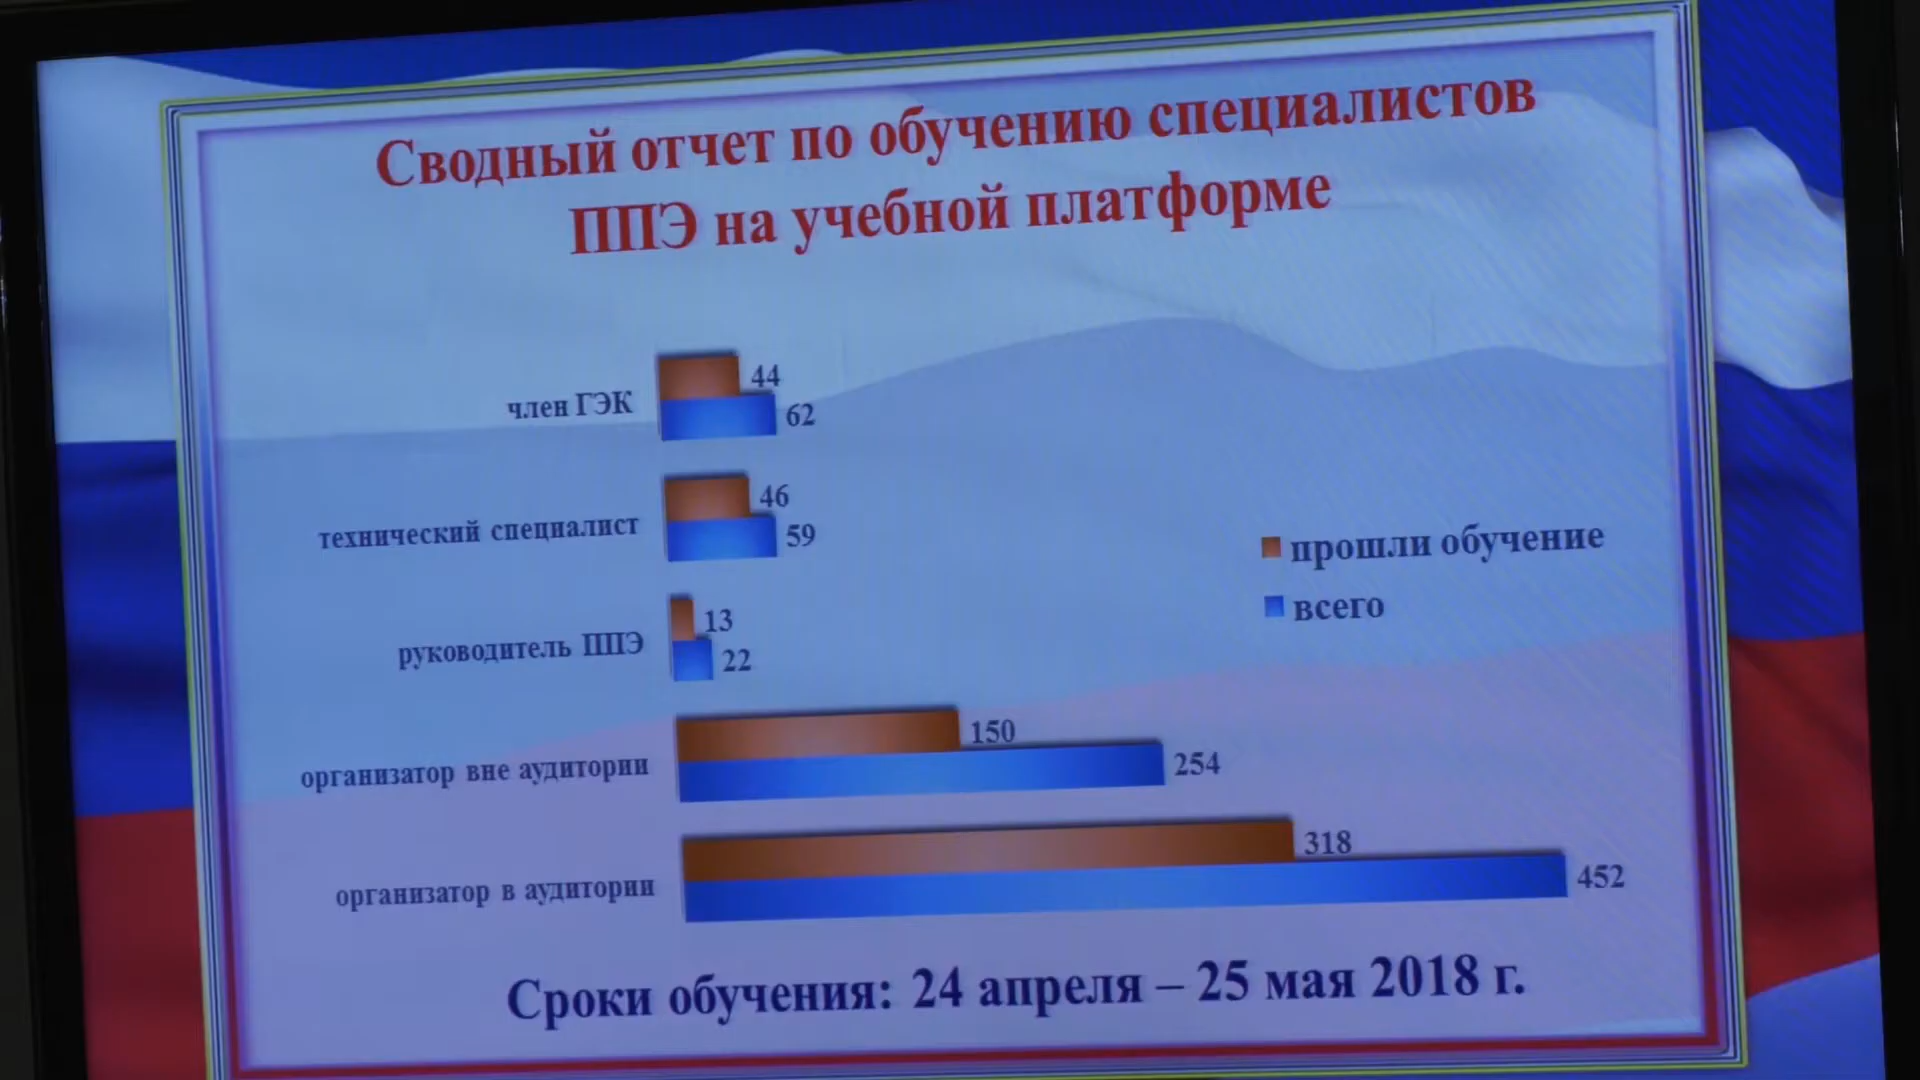 Сводный отчет по обучению специалистов
ППЭ на учебной платформе
член ГЭК
44
62
технический специалист
46
59
руководитель ППЭ
13
22
организатор вне аудитории
150
254
организатор в аудитории
318
452
прошли обучение
всего
Сроки обучения: 24 апреля – 25 мая 2018 г.